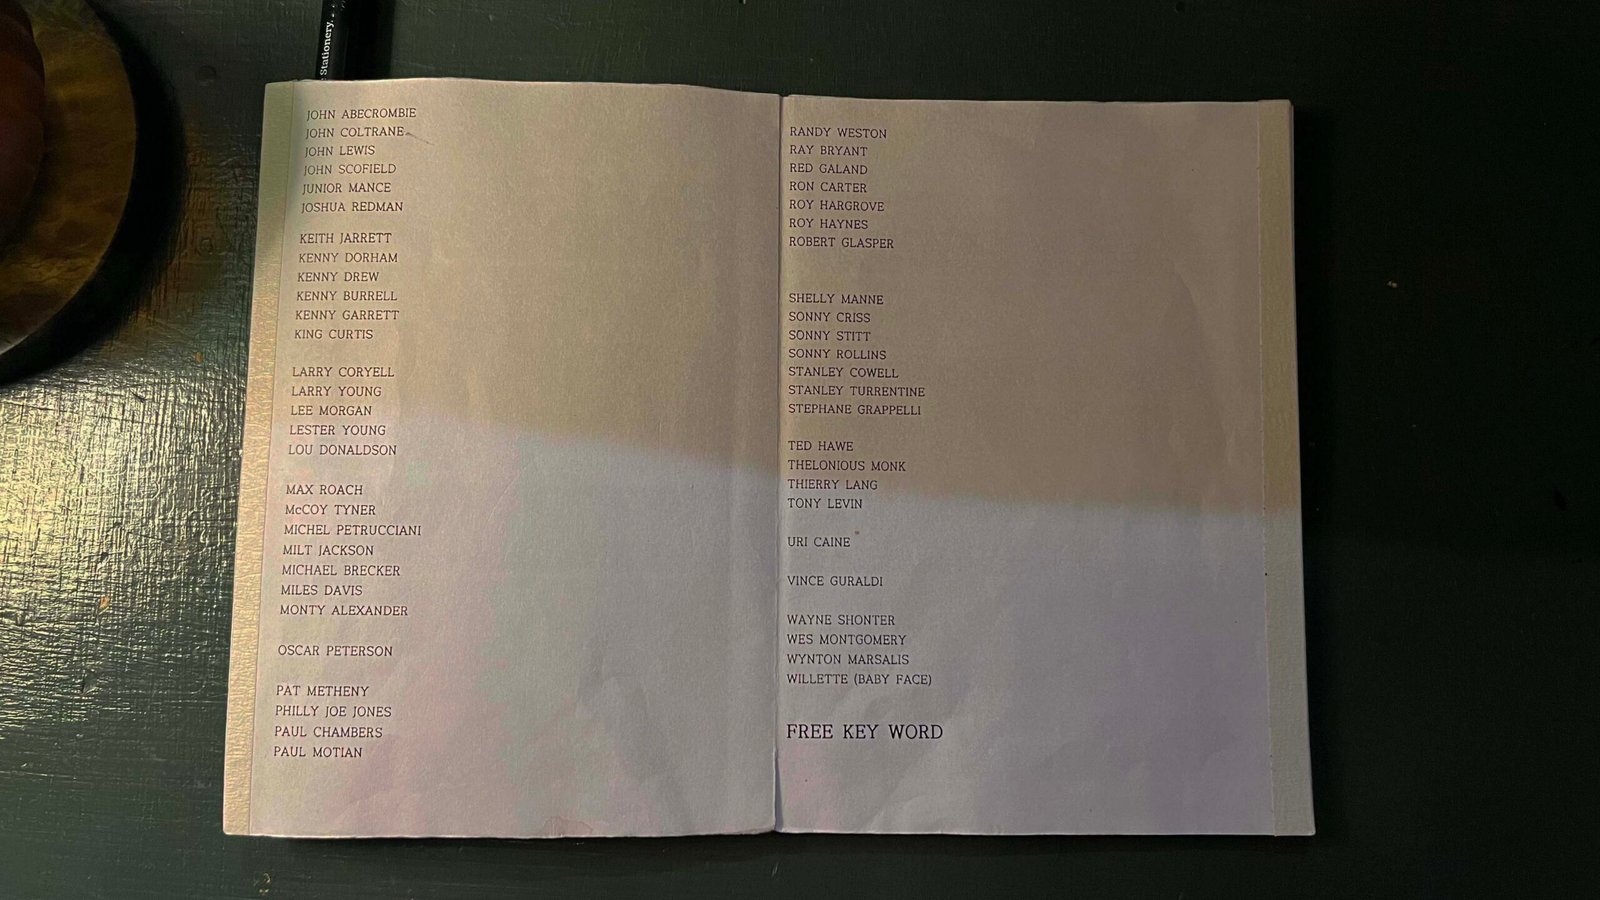 Stationery,
JOHN ABECROMBIE
JOHN COLTRANE
JOHN LEWIS
JOHN SCOFIELD
JUNIOR MANCE
JOSHUA REDMAN
KEITH JARRETT
KENNY DORHAM
KENNY DREW
KENNY BURRELL
KENNY GARRETT
KING CURTIS
LARRY CORYELL
LARRY YOUNG
LEE MORGAN
LESTER YOUNG
LOU DONALDSON
MAX ROACH
McCOY TYNER
MICHEL PETRUCCIANI
MILT JACKSON
MICHAEL BRECKER
MILES DAVIS
MONTY ALEXANDER
OSCAR PETERSON
PAT METHENY
PHILLY JOE JONES
PAUL CHAMBERS
PAUL MOTIAN
RANDY WESTON
RAY BRYANT
RED GALAND
RON CARTER
ROY HARGROVE
ROY HAYNES
ROBERT GLASPER
SHELLY MANNE
SONNY CRISS
SONNY STITT
SONNY ROLLINS
STANLEY COWELL
STANLEY TURRENTINE
STEPHANE GRAPPELLI
TED HAWE
THELONIOUS MONK
THIERRY LANG
TONY LEVIN
URI CAINE
VINCE GURALDI
WAYNE SHONTER
WES MONTGOMERY
WYNTON MARSALIS
WILLETTE (BABY FACE)
FREE KEY WORD